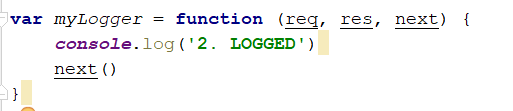 var myLogger = function (req, res, next) {
    console.log('2. LOGGED')
    next()
}